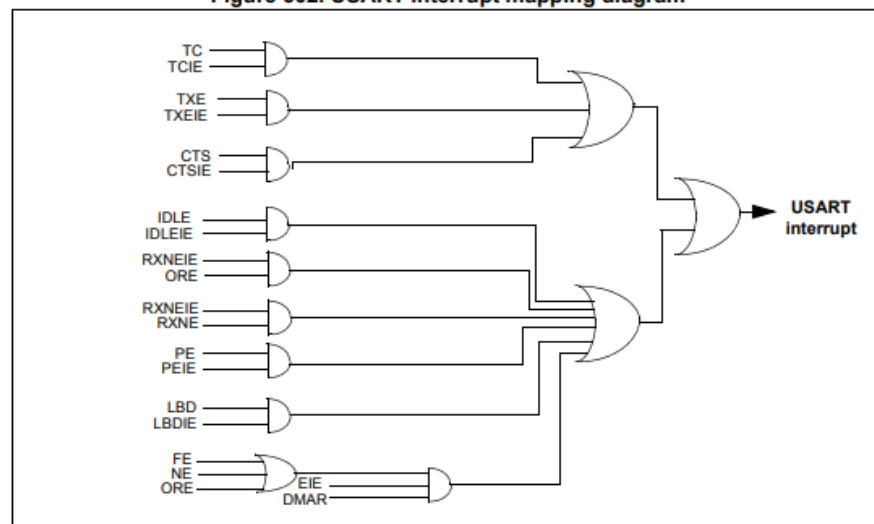 Figure 302. USART interrupt mapping diagram
TC
TCIE
TXE
TXEIE
CTS
CTSIE
IDLE
IDLEIE
RXNEIE
ORE
RXNEIE
RXNE
PE
PEIE
LBD
LBDIE
FE
NE
ORE
EIE
DMAR
USART
interrupt